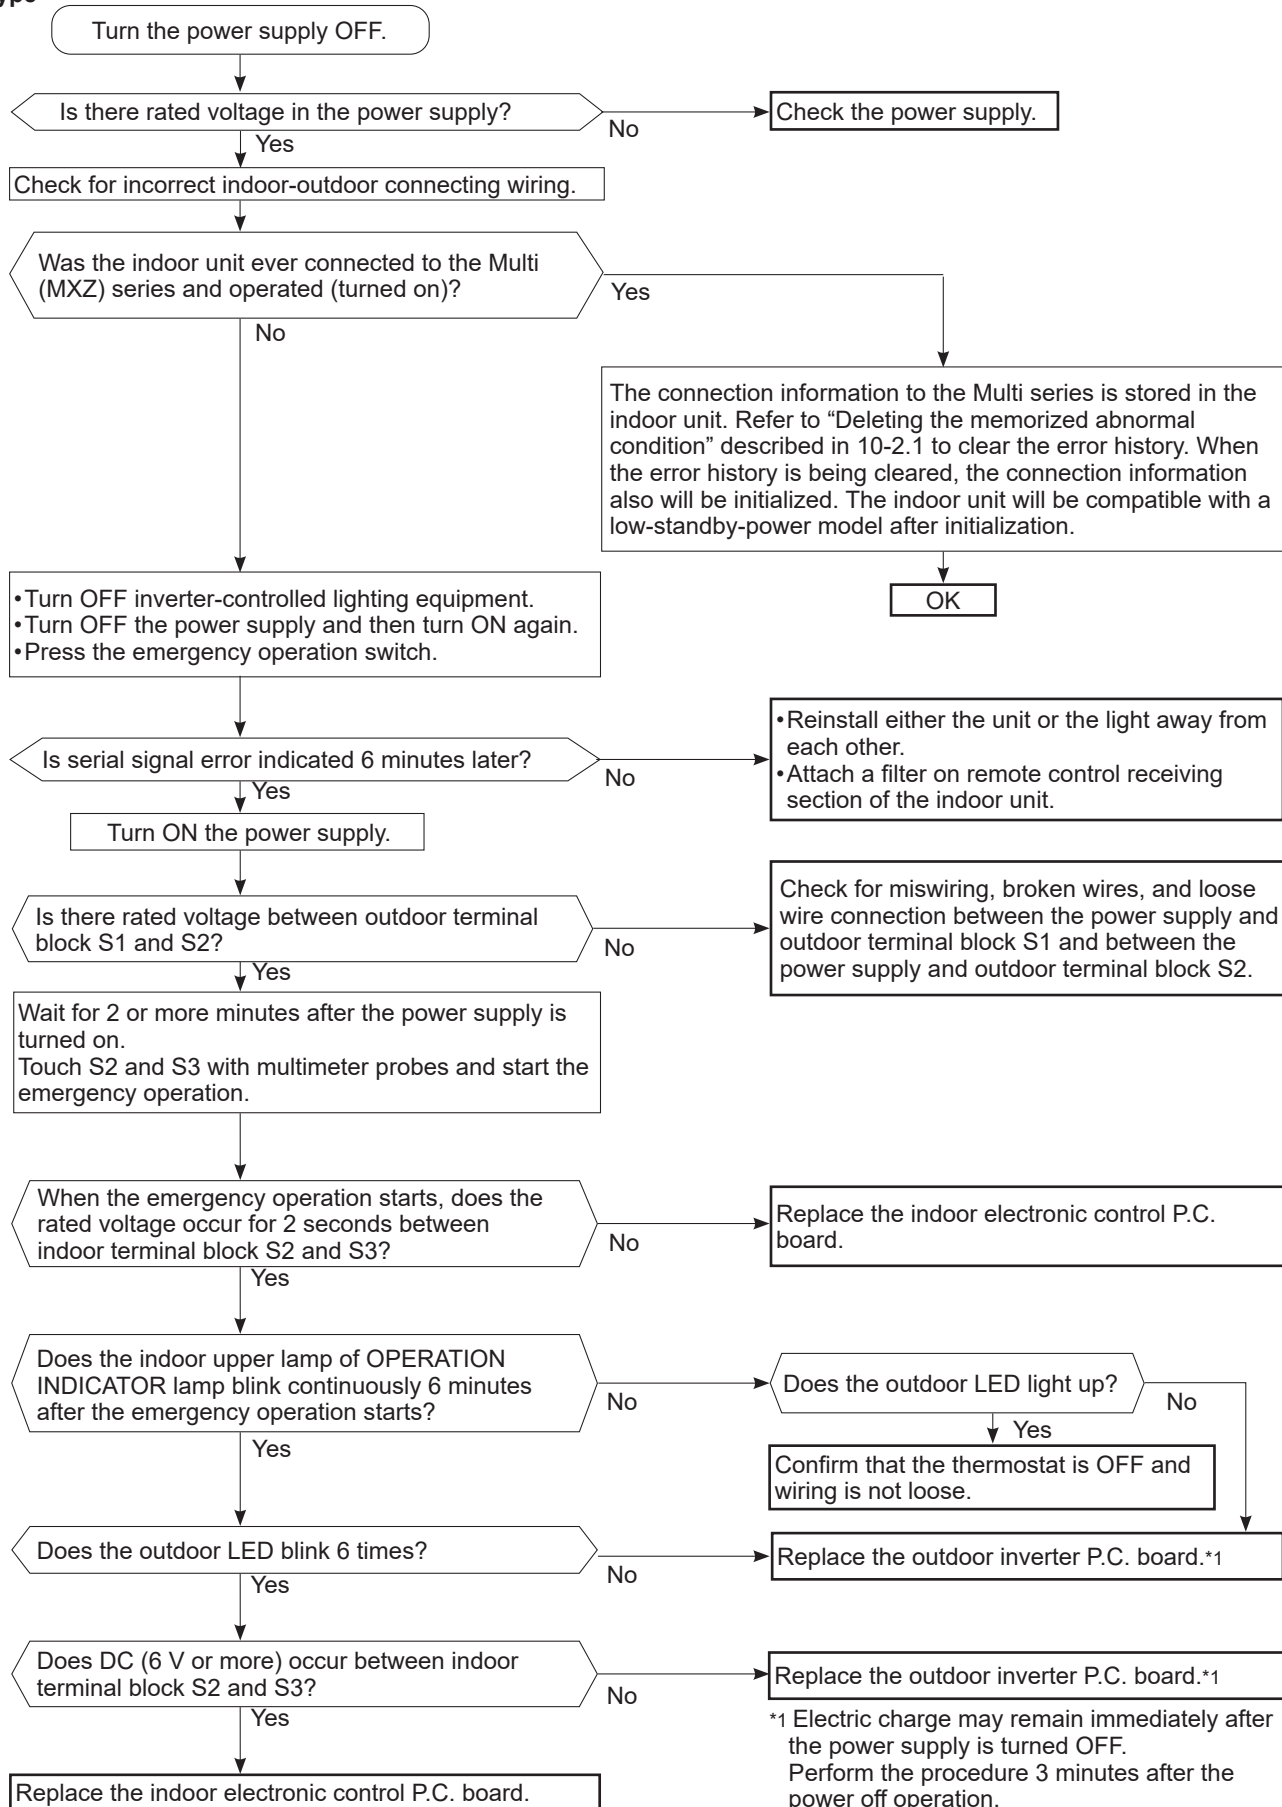 Turn the power supply OFF.
Is there rated voltage in the power supply?
No
Check the power supply.
Yes
Check for incorrect indoor-outdoor connecting wiring.
Was the indoor unit ever connected to the Multi
(MXZ) series and operated (turned on)?
Yes
No
The connection information to the Multi series is stored in the
indoor unit. Refer to “Deleting the memorized abnormal
condition” described in 10-2.1 to clear the error history. When
the error history is being cleared, the connection information
also will be initialized. The indoor unit will be compatible with a
low-standby-power model after initialization.
OK
•Turn OFF inverter-controlled lighting equipment.
•Turn OFF the power supply and then turn ON again.
•Press the emergency operation switch.
Is serial signal error indicated 6 minutes later?
No
•Reinstall either the unit or the light away from
each other.
•Attach a filter on remote control receiving
section of the indoor unit.
Yes
Turn ON the power supply.
Is there rated voltage between outdoor terminal
block S1 and S2?
No
Check for miswiring, broken wires, and loose
wire connection between the power supply and
outdoor terminal block S1 and between the
power supply and outdoor terminal block S2.
Yes
Wait for 2 or more minutes after the power supply is
turned on.
Touch S2 and S3 with multimeter probes and start the
emergency operation.
When the emergency operation starts, does the
rated voltage occur for 2 seconds between
indoor terminal block S2 and S3?
No
Replace the indoor electronic control P.C.
board.
Yes
Does the indoor upper lamp of OPERATION
INDICATOR lamp blink continuously 6 minutes
after the emergency operation starts?
No
Does the outdoor LED light up?
No
Yes
Confirm that the thermostat is OFF and
wiring is not loose.
Yes
Does the outdoor LED blink 6 times?
No
Replace the outdoor inverter P.C. board.*1
Yes
Does DC (6 V or more) occur between indoor
terminal block S2 and S3?
No
Replace the outdoor inverter P.C. board.*1
Yes
*1 Electric charge may remain immediately after
the power supply is turned OFF.
Perform the procedure 3 minutes after the
power off operation.
Replace the indoor electronic control P.C. board.